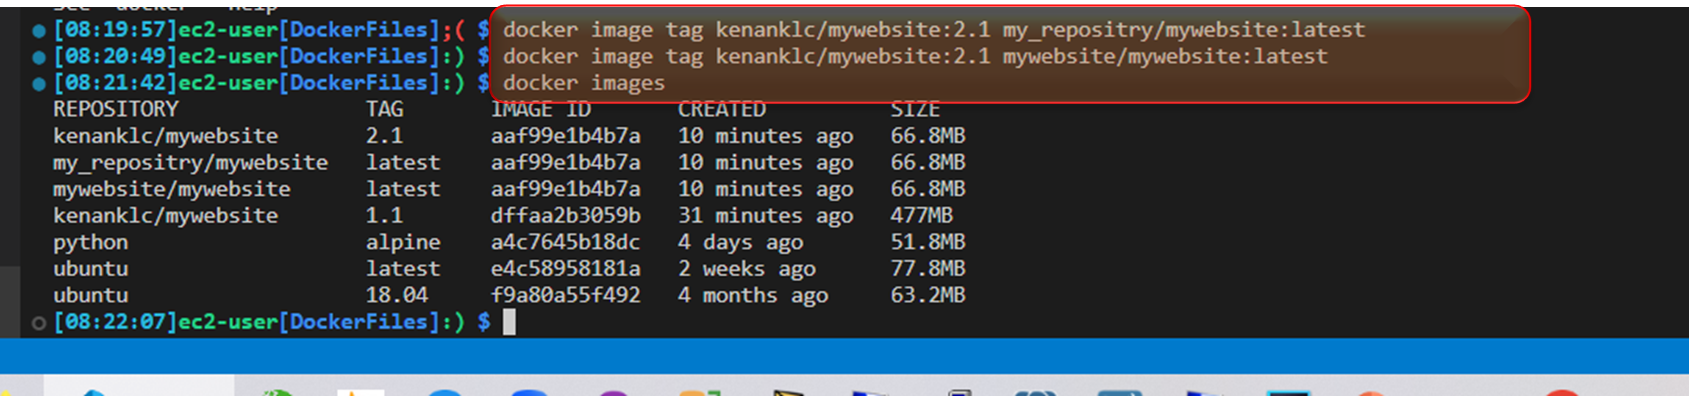 [08:19:57]ec2-user[DockerFiles];( $ docker image tag kenanklc/mywebsite:2.1 my_repositry/mywebsite:latest
[08:20:49]ec2-user[DockerFiles]:) $ docker image tag kenanklc/mywebsite:2.1 mywebsite/mywebsite:latest
[08:21:42]ec2-user[DockerFiles]:) $ docker images
REPOSITORY TAG IMAGE ID CREATED SIZE
kenanklc/mywebsite 2.1 aaf99e1b4b7a 10 minutes ago 66.8MB
my_repositry/mywebsite latest aaf99e1b4b7a 10 minutes ago 66.8MB
mywebsite/mywebsite latest aaf99e1b4b7a 10 minutes ago 66.8MB
kenanklc/mywebsite 1.1 dffaa2b3059b 31 minutes ago 477MB
python alpine a4c7645b18dc 4 days ago 51.8MB
ubuntu latest e4c58958181a 2 weeks ago 77.8MB
ubuntu 18.04 f9a80a55f492 4 months ago 63.2MB
[08:22:07]ec2-user[DockerFiles]:) $